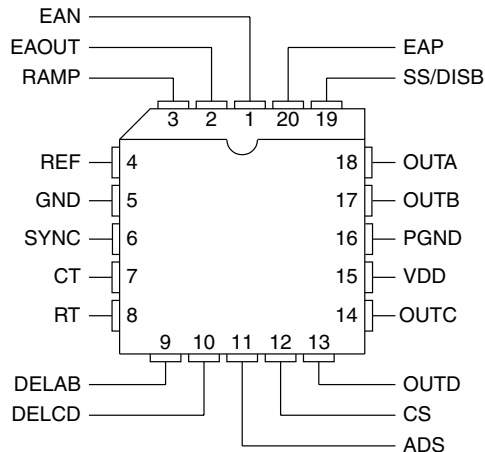 EAN
EAOUT
EAP
RAMP
SS/DISB
3 2 1 20 19
REF 4 18 OUTA
GND 5 17 OUTB
SYNC 6 16 PGND
CT 7 15 VDD
RT 8 14 OUTC
9 10 11 12 13
DELAB
OUTD
DELCD
CS
ADS